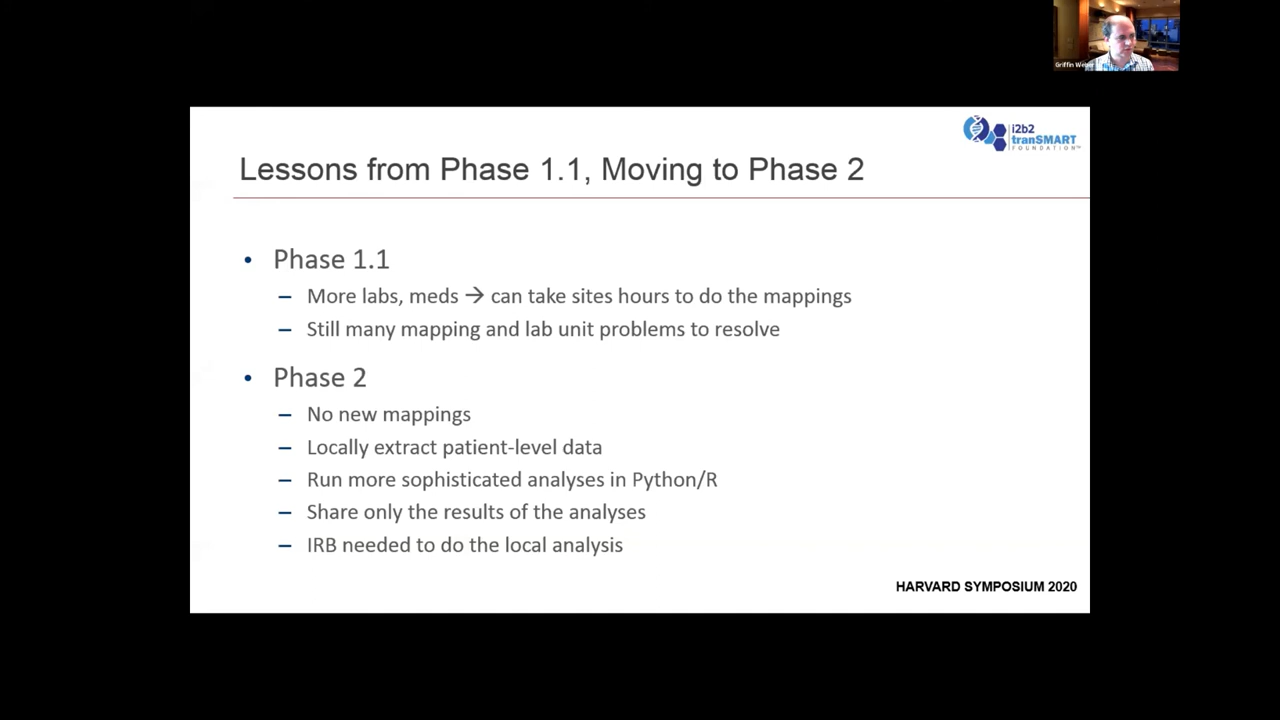 Griffin Weber
i2b2
tranSMART
FOUNDATION™
Lessons from Phase 1.1, Moving to Phase 2
• Phase 1.1
– More labs, meds → can take sites hours to do the mappings
– Still many mapping and lab unit problems to resolve
• Phase 2
– No new mappings
– Locally extract patient-level data
– Run more sophisticated analyses in Python/R
– Share only the results of the analyses
– IRB needed to do the local analysis
HARVARD SYMPOSIUM 2020